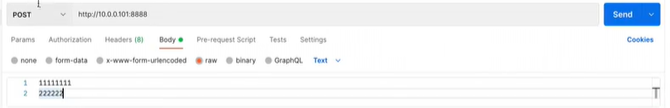 POST http://10.0.0.101:8888 Send
Params Authorization Headers (8) Body Pre-request Script Tests Settings Cookies
none form-data x-www-form-urlencoded raw binary GraphQL Text
1 11111111
2 222222